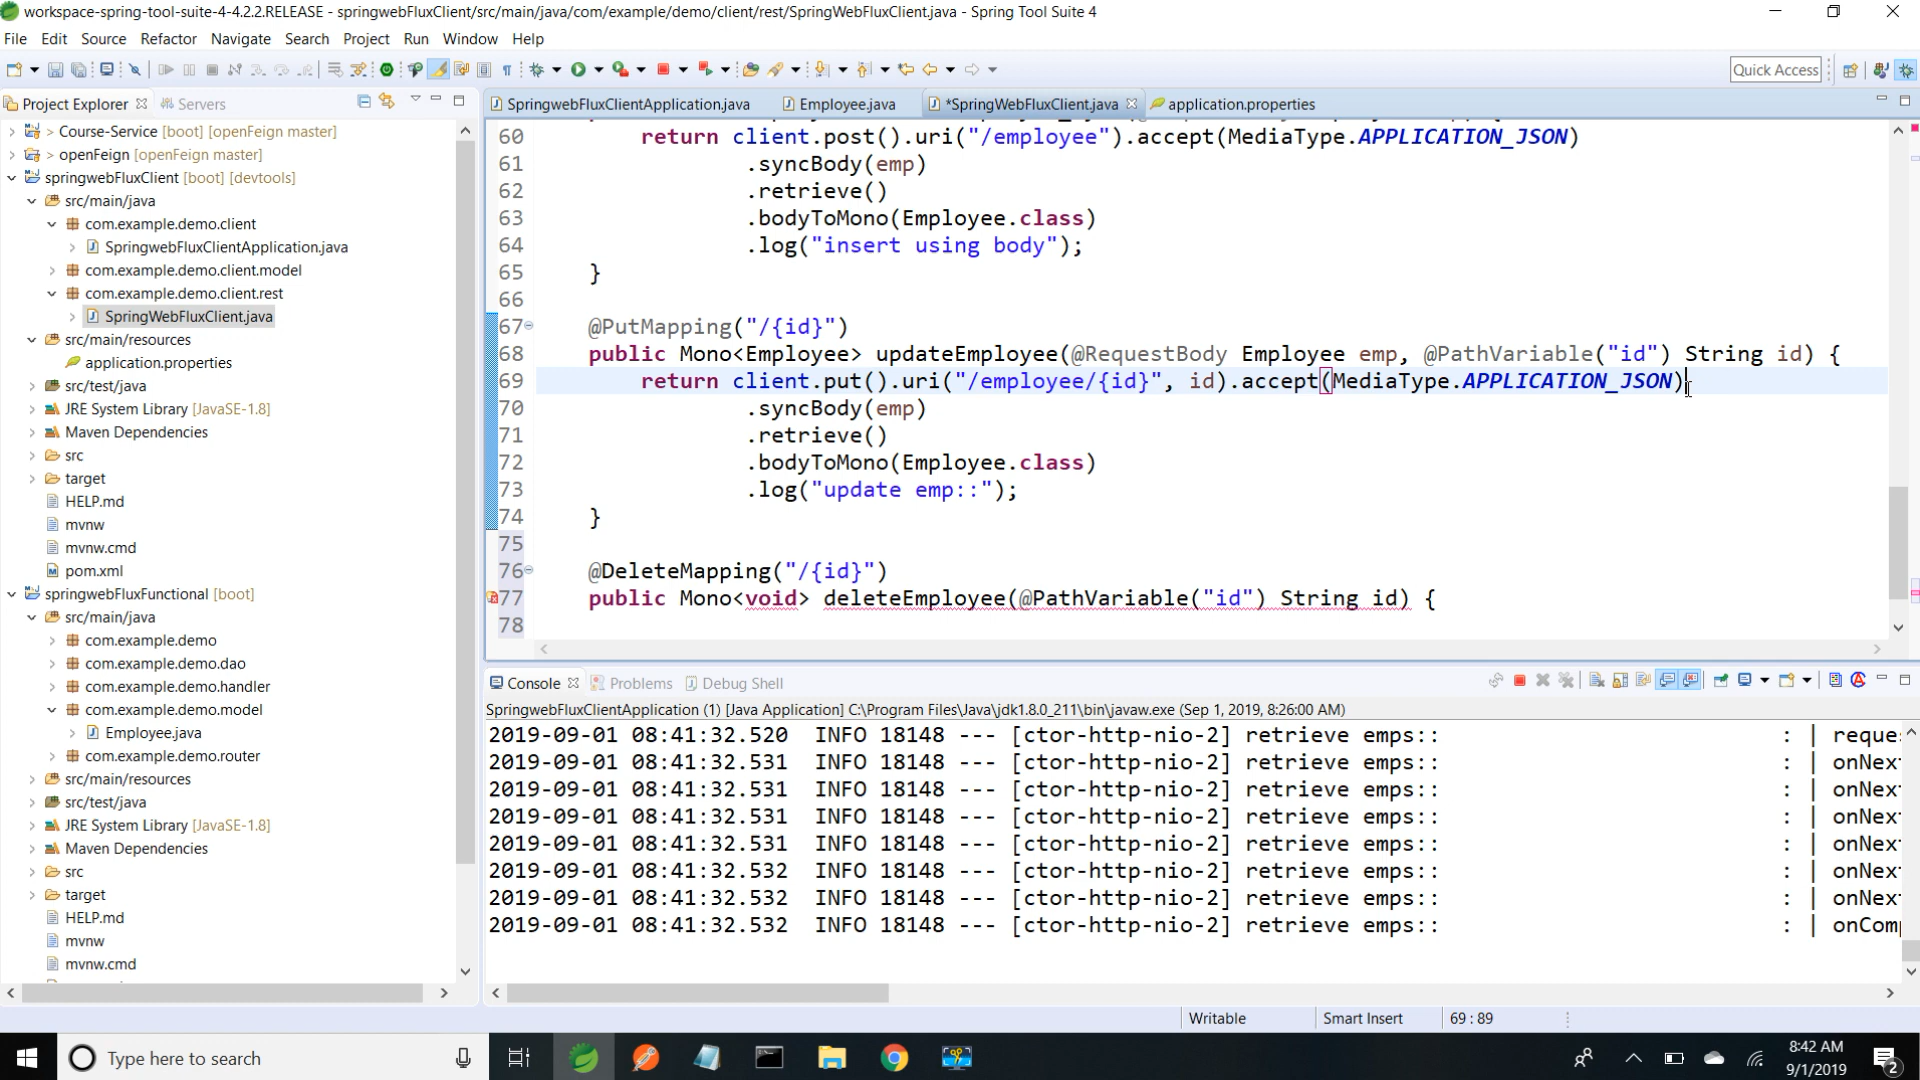 workspace-spring-tool-suite-4-4.2.2.RELEASE - springwebFluxClient/src/main/java/com/example/demo/client/rest/SpringWebFluxClient.java - Spring Tool Suite 4
File Edit Source Refactor Navigate Search Project Run Window Help
Quick Access
Project Explorer
Servers
> Course-Service [boot] [openFeign master]
> openFeign [openFeign master]
springwebFluxClient [boot] [devtools]
src/main/java
com.example.demo.client
SpringwebFluxClientApplication.java
com.example.demo.client.model
com.example.demo.client.rest
SpringWebFluxClient.java
src/main/resources
application.properties
src/test/java
JRE System Library [JavaSE-1.8]
Maven Dependencies
src
target
HELP.md
mvnw
mvnw.cmd
pom.xml
springwebFluxFunctional [boot]
src/main/java
com.example.demo
com.example.demo.dao
com.example.demo.handler
com.example.demo.model
Employee.java
com.example.demo.router
src/main/resources
src/test/java
JRE System Library [JavaSE-1.8]
Maven Dependencies
src
target
HELP.md
mvnw
mvnw.cmd
SpringwebFluxClientApplication.java Employee.java *SpringWebFluxClient.java application.properties
60 return client.post().uri("/employee").accept(MediaType.APPLICATION_JSON)
61 .syncBody(emp)
62 .retrieve()
63 .bodyToMono(Employee.class)
64 .log("insert using body");
65 }
66
67 @PutMapping("/{id}")
68 public Mono<Employee> updateEmployee(@RequestBody Employee emp, @PathVariable("id") String id) {
69 return client.put().uri("/employee/{id}", id).accept(MediaType.APPLICATION_JSON)
70 .syncBody(emp)
71 .retrieve()
72 .bodyToMono(Employee.class)
73 .log("update emp::");
74 }
75
76 @DeleteMapping("/{id}")
77 public Mono<void> deleteEmployee(@PathVariable("id") String id) {
78
Console Problems Debug Shell
SpringwebFluxClientApplication (1) [Java Application] C:\Program Files\Java\jdk1.8.0_211\bin\javaw.exe (Sep 1, 2019, 8:26:00 AM)
2019-09-01 08:41:32.520 INFO 18148 --- [ctor-http-nio-2] retrieve emps:: : | reque
2019-09-01 08:41:32.531 INFO 18148 --- [ctor-http-nio-2] retrieve emps:: : | onNex
2019-09-01 08:41:32.531 INFO 18148 --- [ctor-http-nio-2] retrieve emps:: : | onNex
2019-09-01 08:41:32.531 INFO 18148 --- [ctor-http-nio-2] retrieve emps:: : | onNex
2019-09-01 08:41:32.531 INFO 18148 --- [ctor-http-nio-2] retrieve emps:: : | onNex
2019-09-01 08:41:32.532 INFO 18148 --- [ctor-http-nio-2] retrieve emps:: : | onNex
2019-09-01 08:41:32.532 INFO 18148 --- [ctor-http-nio-2] retrieve emps:: : | onNex
2019-09-01 08:41:32.532 INFO 18148 --- [ctor-http-nio-2] retrieve emps:: : | onCom
Writable Smart Insert 69 : 89
Type here to search
8:42 AM
9/1/2019
2